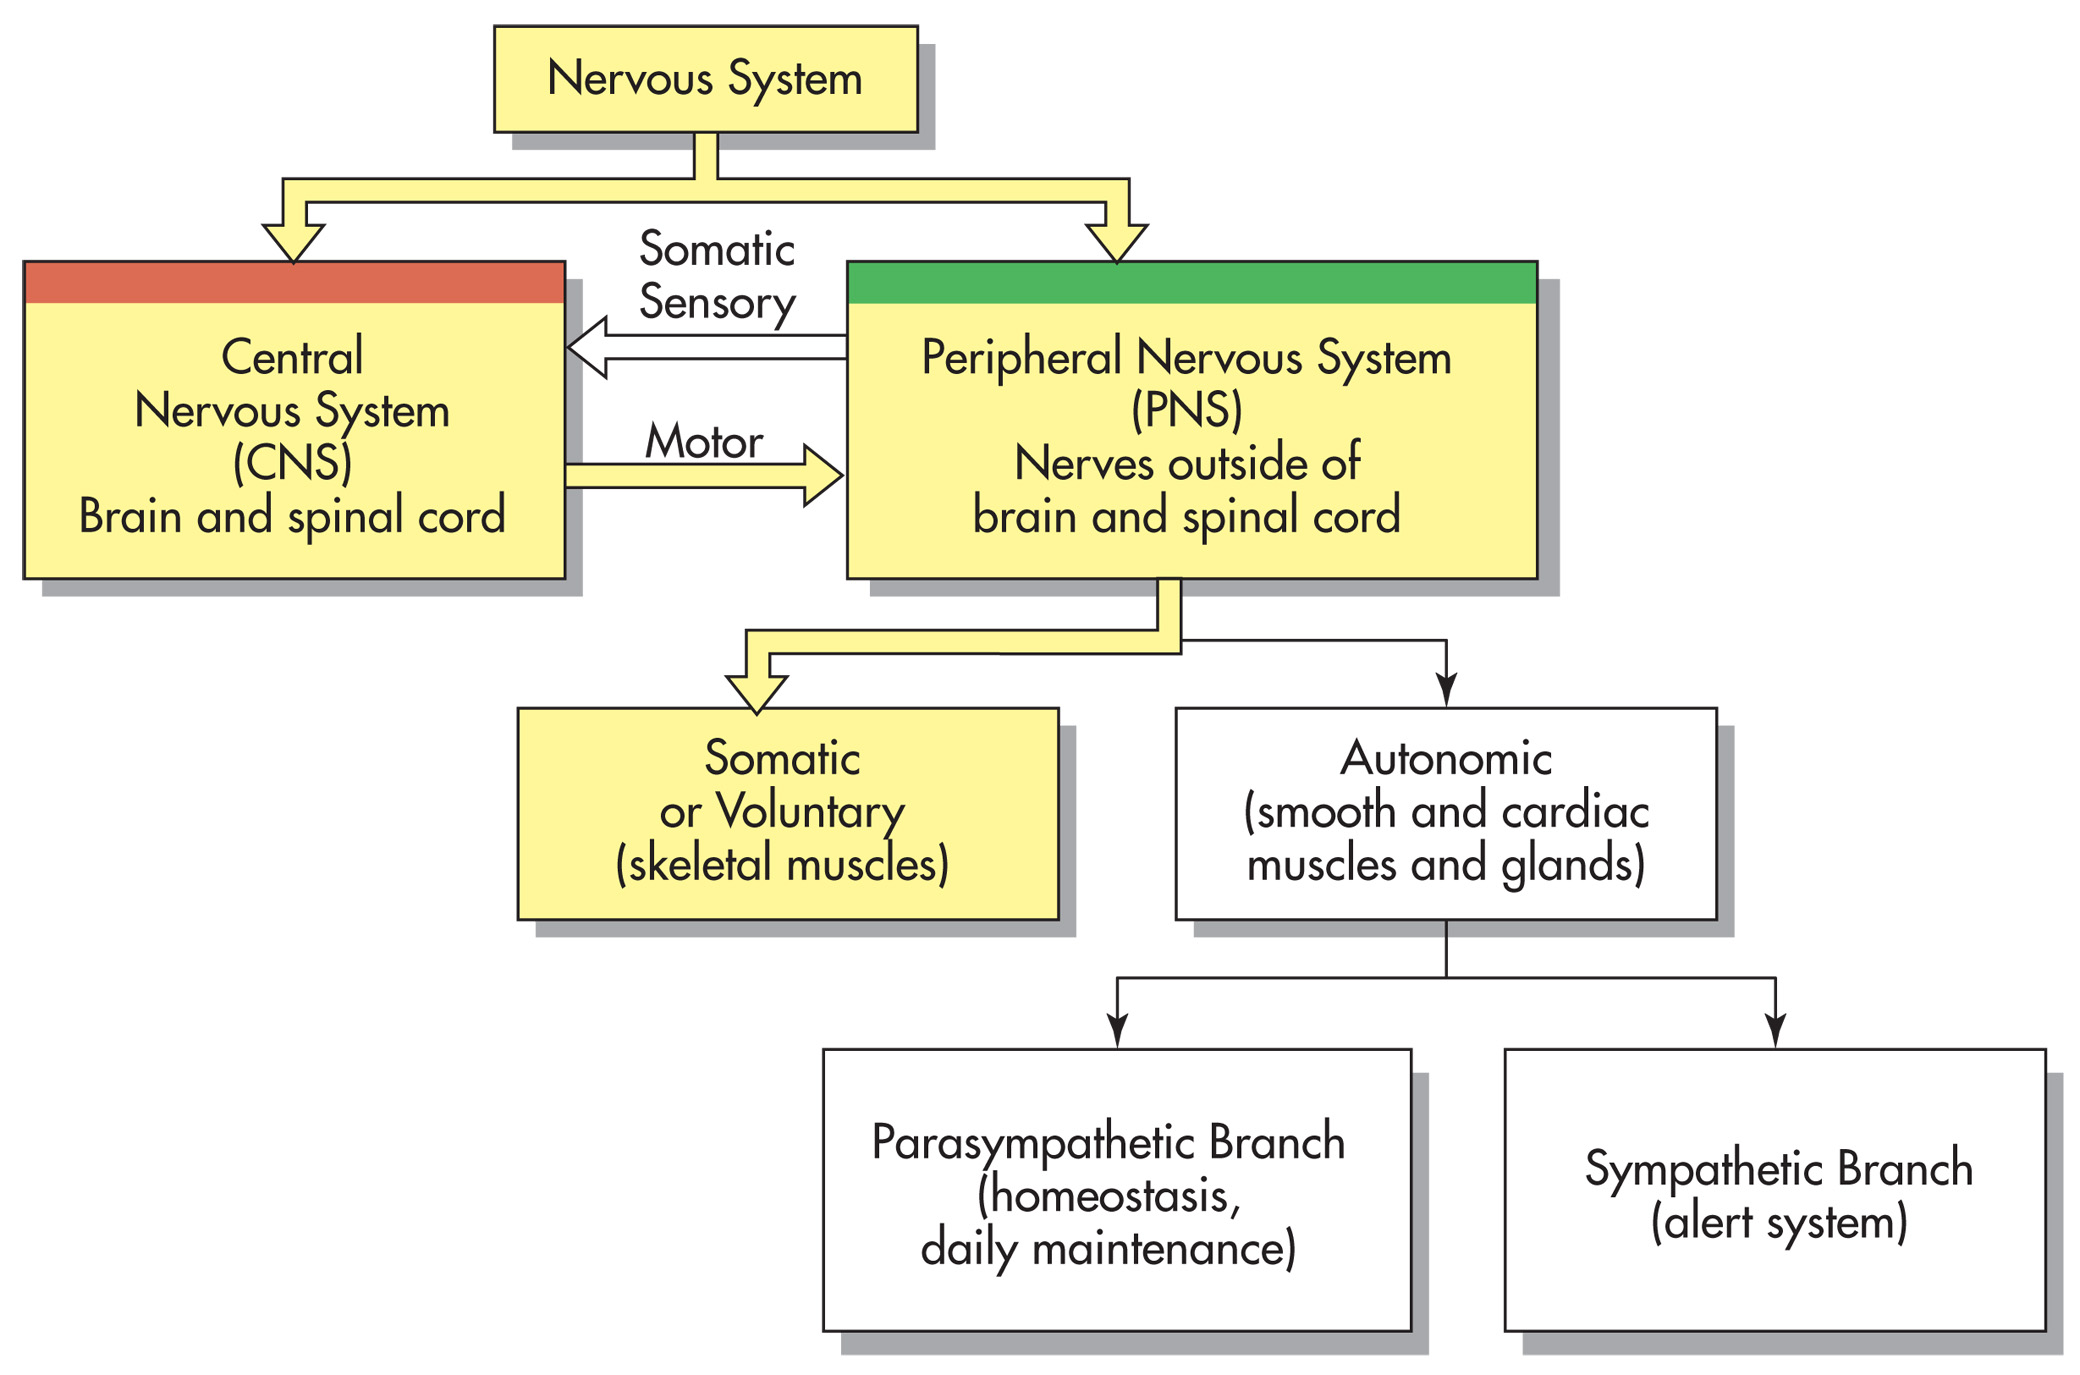 Nervous System
Somatic
Sensory
Central
Nervous System
(CNS)
Brain and spinal cord
Motor
Peripheral Nervous System
(PNS)
Nerves outside of
brain and spinal cord
Somatic
or Voluntary
(skeletal muscles)
Autonomic
(smooth and cardiac
muscles and glands)
Parasympathetic Branch
(homeostasis,
daily maintenance)
Sympathetic Branch
(alert system)